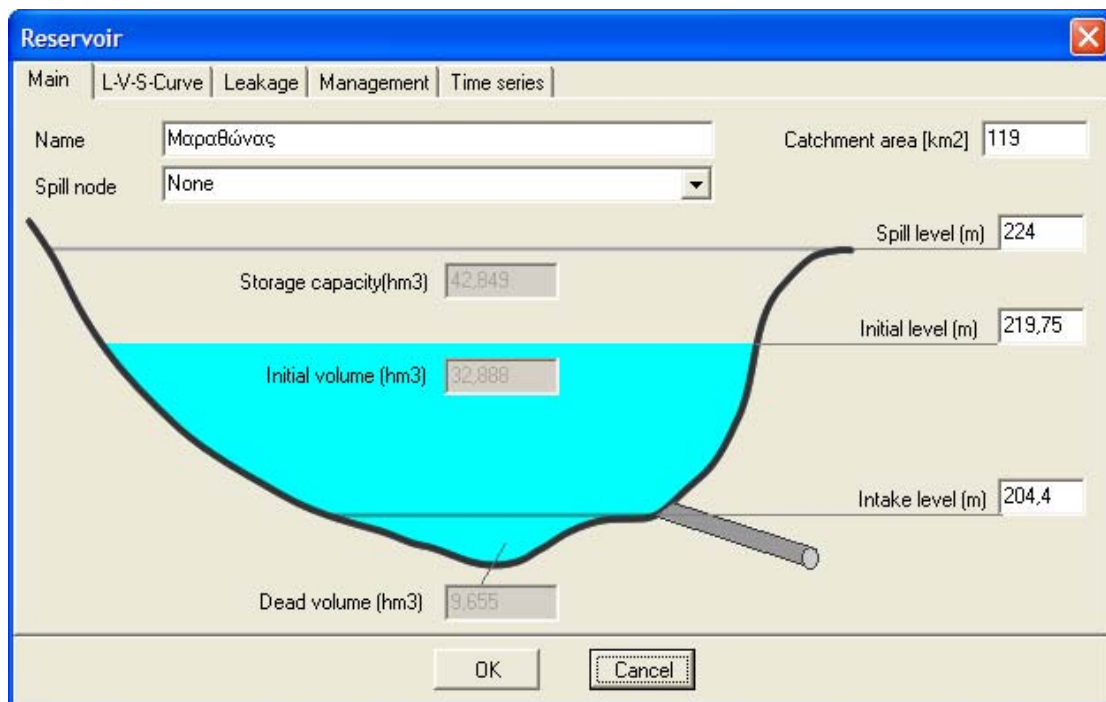 Reservoir
Main L-V-S-Curve Leakage Management Time series
Name Μαραθώνας Catchment area [km2] 119
Spill node None
Spill level (m) 224
Storage capacity(hm3) 42,849
Initial level (m) 219,75
Initial volume (hm3) 32,888
Intake level (m) 204,4
Dead volume (hm3) 9,655
OK Cancel